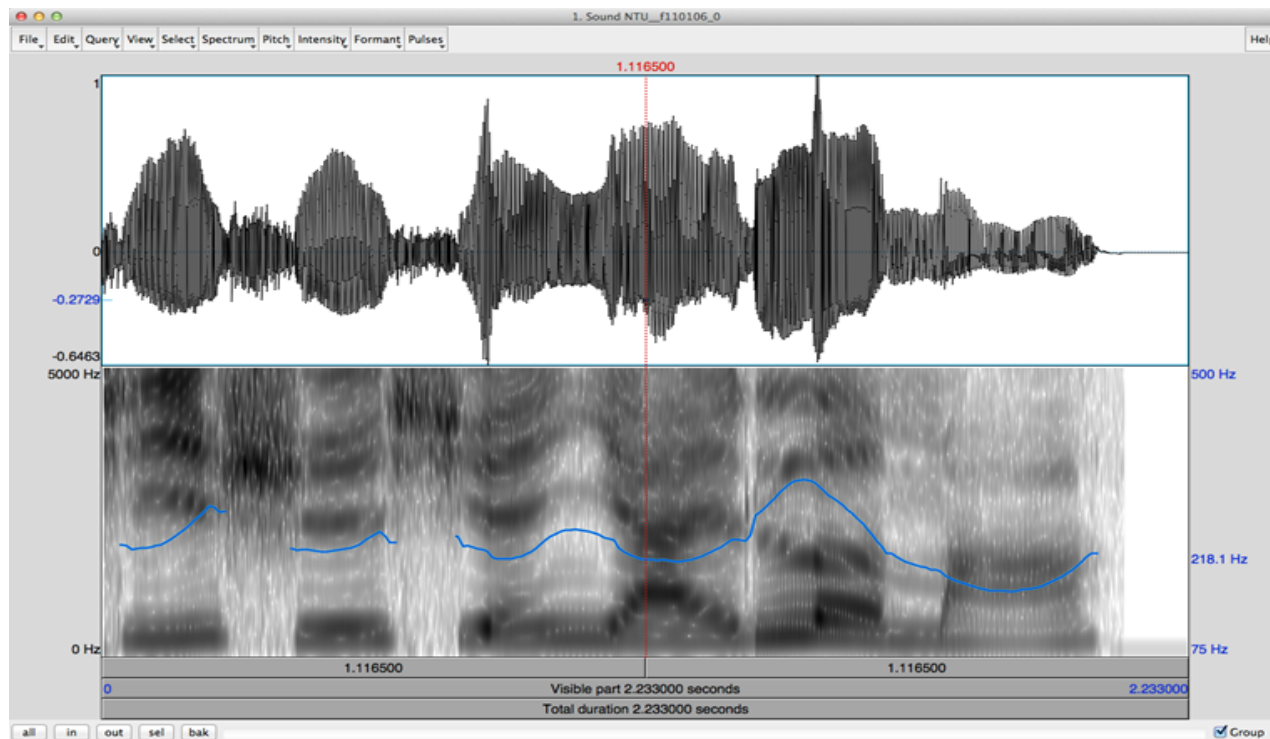 1. Sound NTU__f110106_0
File Edit Query View Select Spectrum Pitch Intensity Formant Pulses Help
1.116500
1
0
-0.2729
-0.6463
5000 Hz 500 Hz
218.1 Hz
0 Hz 75 Hz
1.116500 1.116500
0 Visible part 2.233000 seconds 2.233000
Total duration 2.233000 seconds
all in out sel bak Group